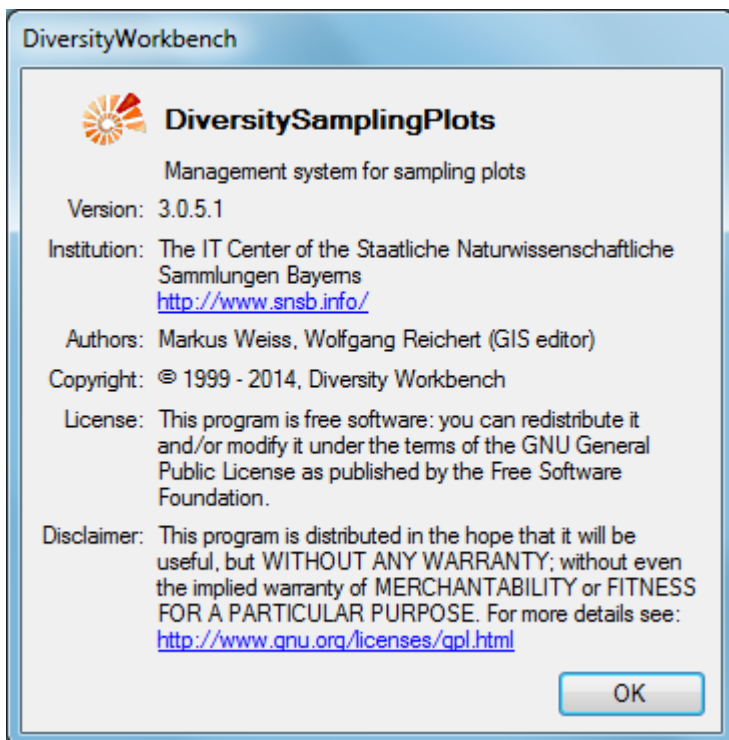 DiversityWorkbench
DiversitySamplingPlots
Management system for sampling plots
Version: 3.0.5.1
Institution: The IT Center of the Staatliche Naturwissenschaftliche
Sammlungen Bayerns
http://www.snsb.info/
Authors: Markus Weiss, Wolfgang Reichert (GIS editor)
Copyright: © 1999 - 2014, Diversity Workbench
License: This program is free software: you can redistribute it
and/or modify it under the terms of the GNU General
Public License as published by the Free Software
Foundation.
Disclaimer: This program is distributed in the hope that it will be
useful, but WITHOUT ANY WARRANTY; without even
the implied warranty of MERCHANTABILITY or FITNESS
FOR A PARTICULAR PURPOSE. For more details see:
http://www.gnu.org/licenses/gpl.html
OK